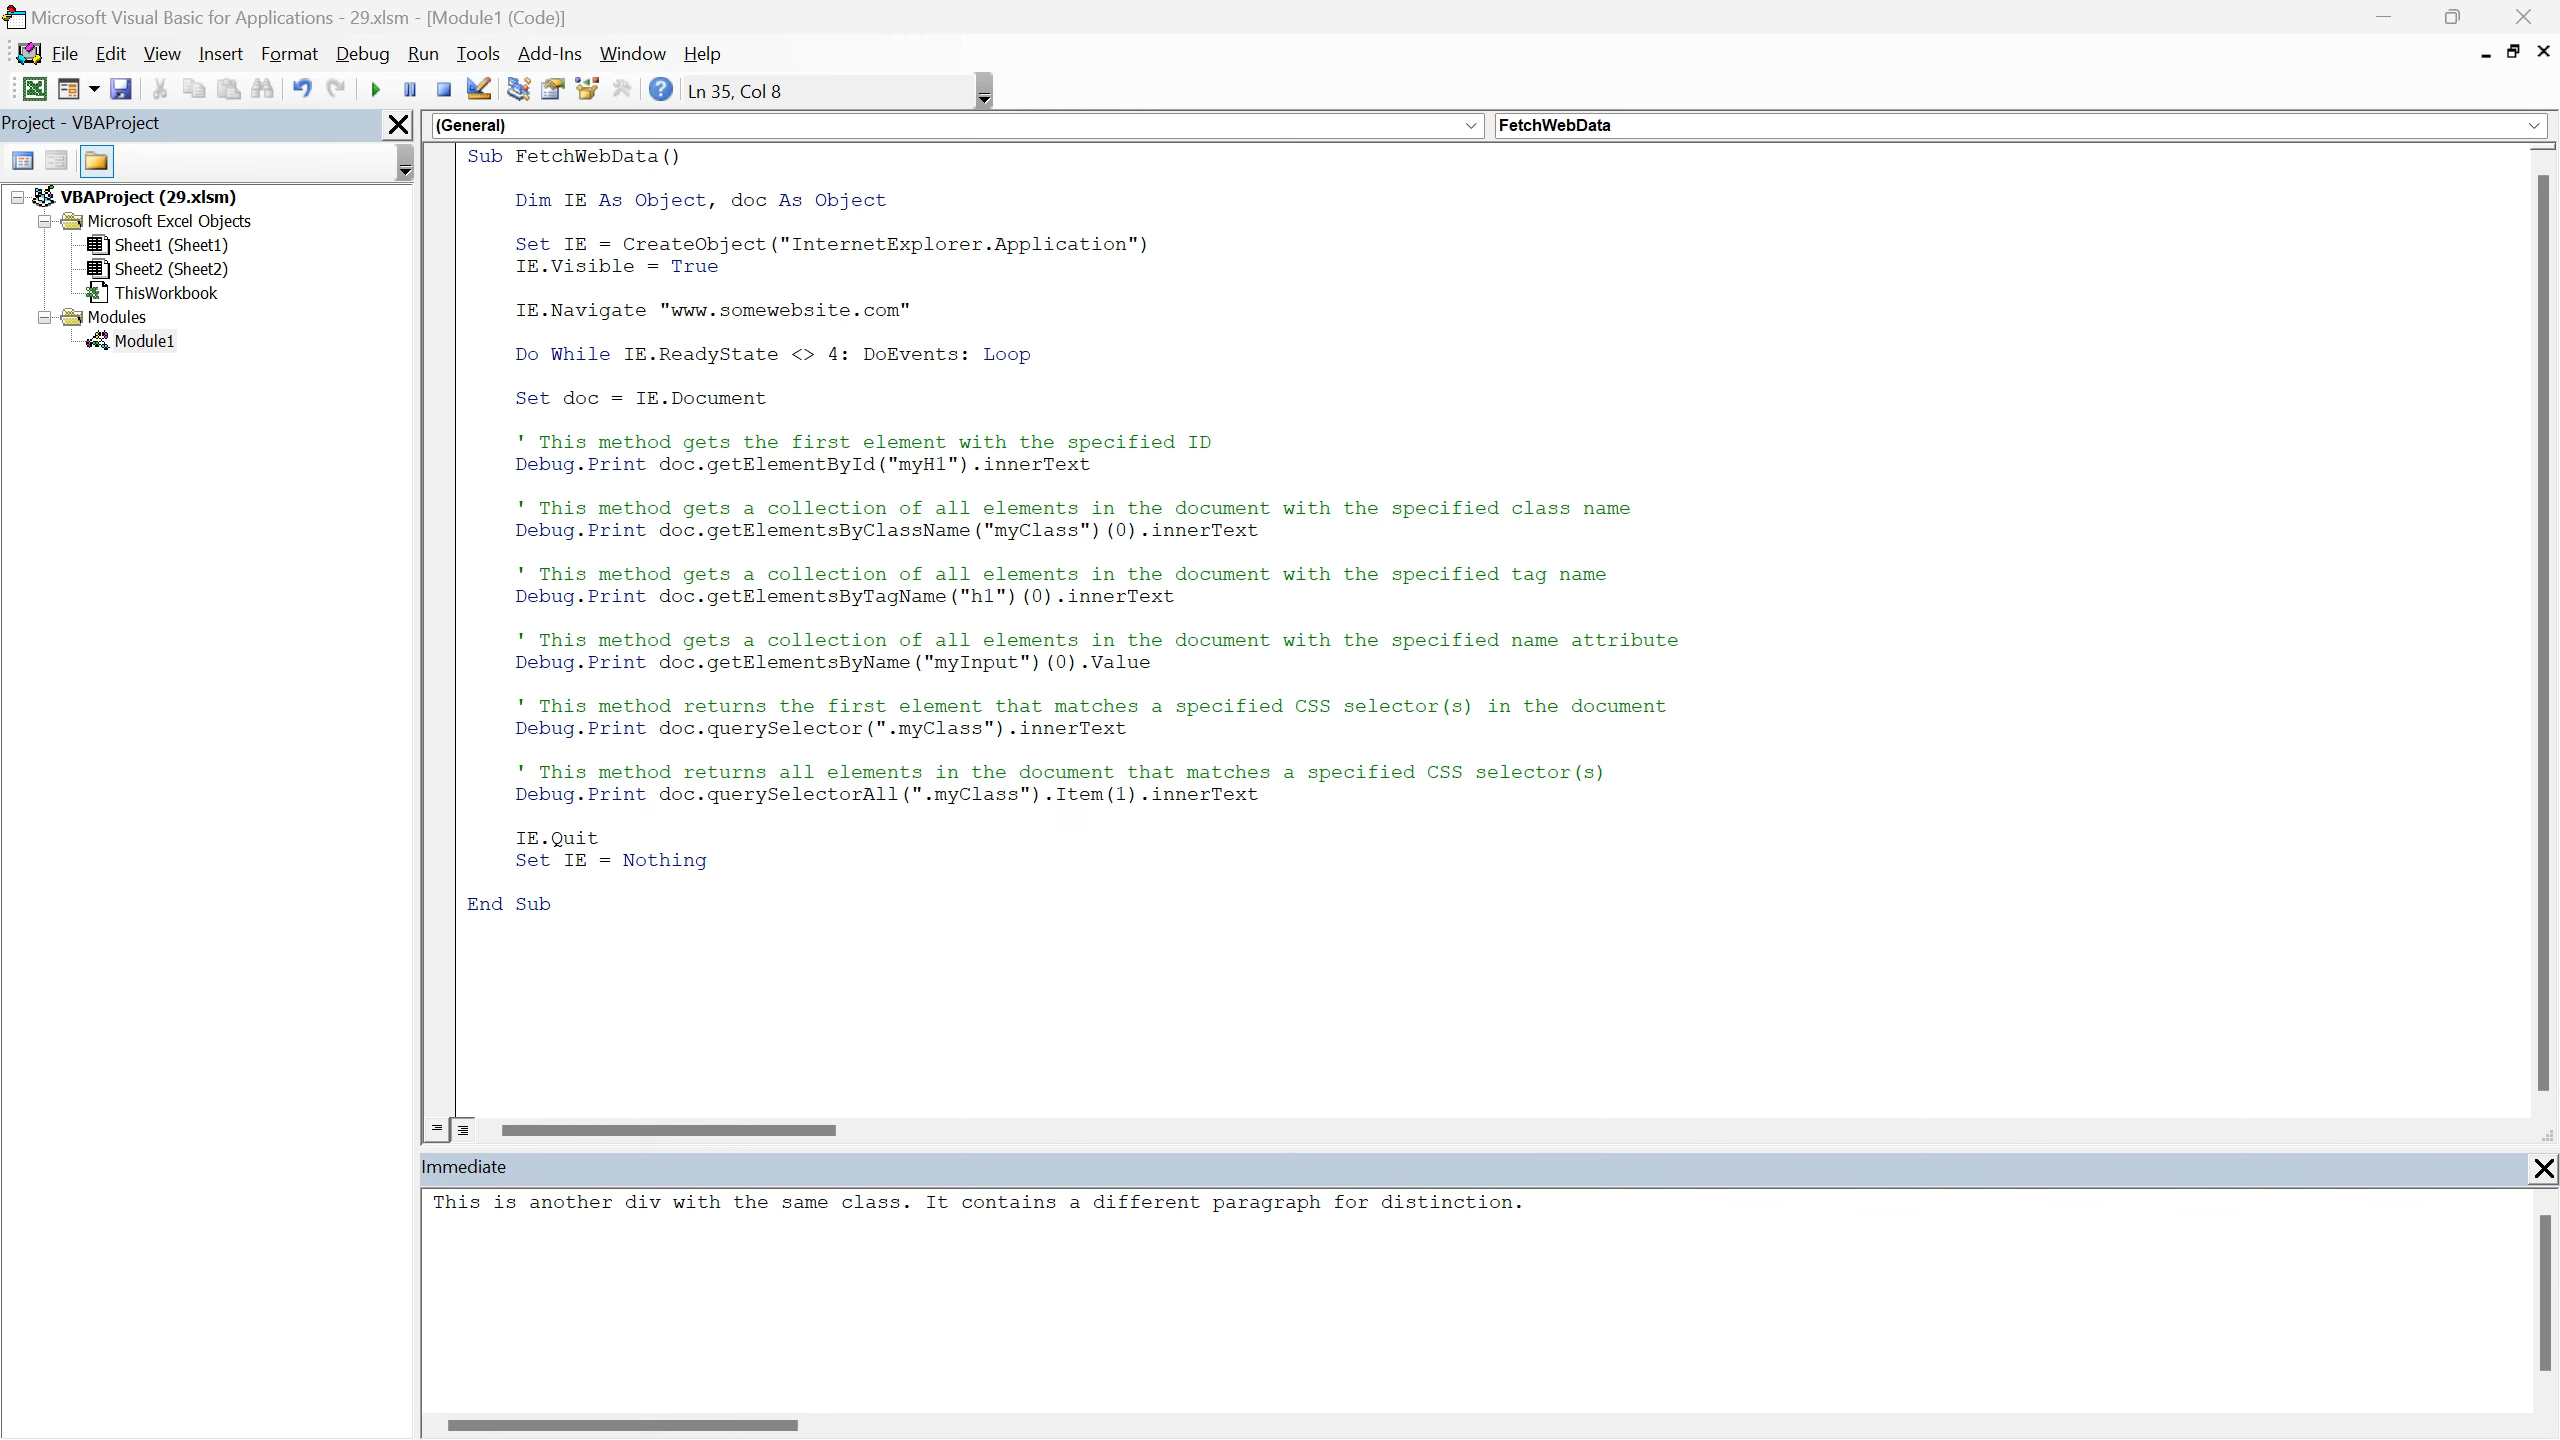 Microsoft Visual Basic for Applications - 29.xlsm - [Module1 (Code)]
File Edit View Insert Format Debug Run Tools Add-Ins Window Help
Ln 35, Col 8
Project - VBAProject
VBAProject (29.xlsm)
Microsoft Excel Objects
Sheet1 (Sheet1)
Sheet2 (Sheet2)
ThisWorkbook
Modules
Module1
(General) FetchWebData
Sub FetchWebData()
Dim IE As Object, doc As Object
Set IE = CreateObject("InternetExplorer.Application")
IE.Visible = True
IE.Navigate "www.somewebsite.com"
Do While IE.ReadyState <> 4: DoEvents: Loop
Set doc = IE.Document
' This method gets the first element with the specified ID
Debug.Print doc.getElementById("myH1").innerText
' This method gets a collection of all elements in the document with the specified class name
Debug.Print doc.getElementsByClassName("myClass")(0).innerText
' This method gets a collection of all elements in the document with the specified tag name
Debug.Print doc.getElementsByTagName("h1")(0).innerText
' This method gets a collection of all elements in the document with the specified name attribute
Debug.Print doc.getElementsByName("myInput")(0).Value
' This method returns the first element that matches a specified CSS selector(s) in the document
Debug.Print doc.querySelector(".myClass").innerText
' This method returns all elements in the document that matches a specified CSS selector(s)
Debug.Print doc.querySelectorAll(".myClass").Item(1).innerText
IE.Quit
Set IE = Nothing
End Sub
Immediate
This is another div with the same class. It contains a different paragraph for distinction.